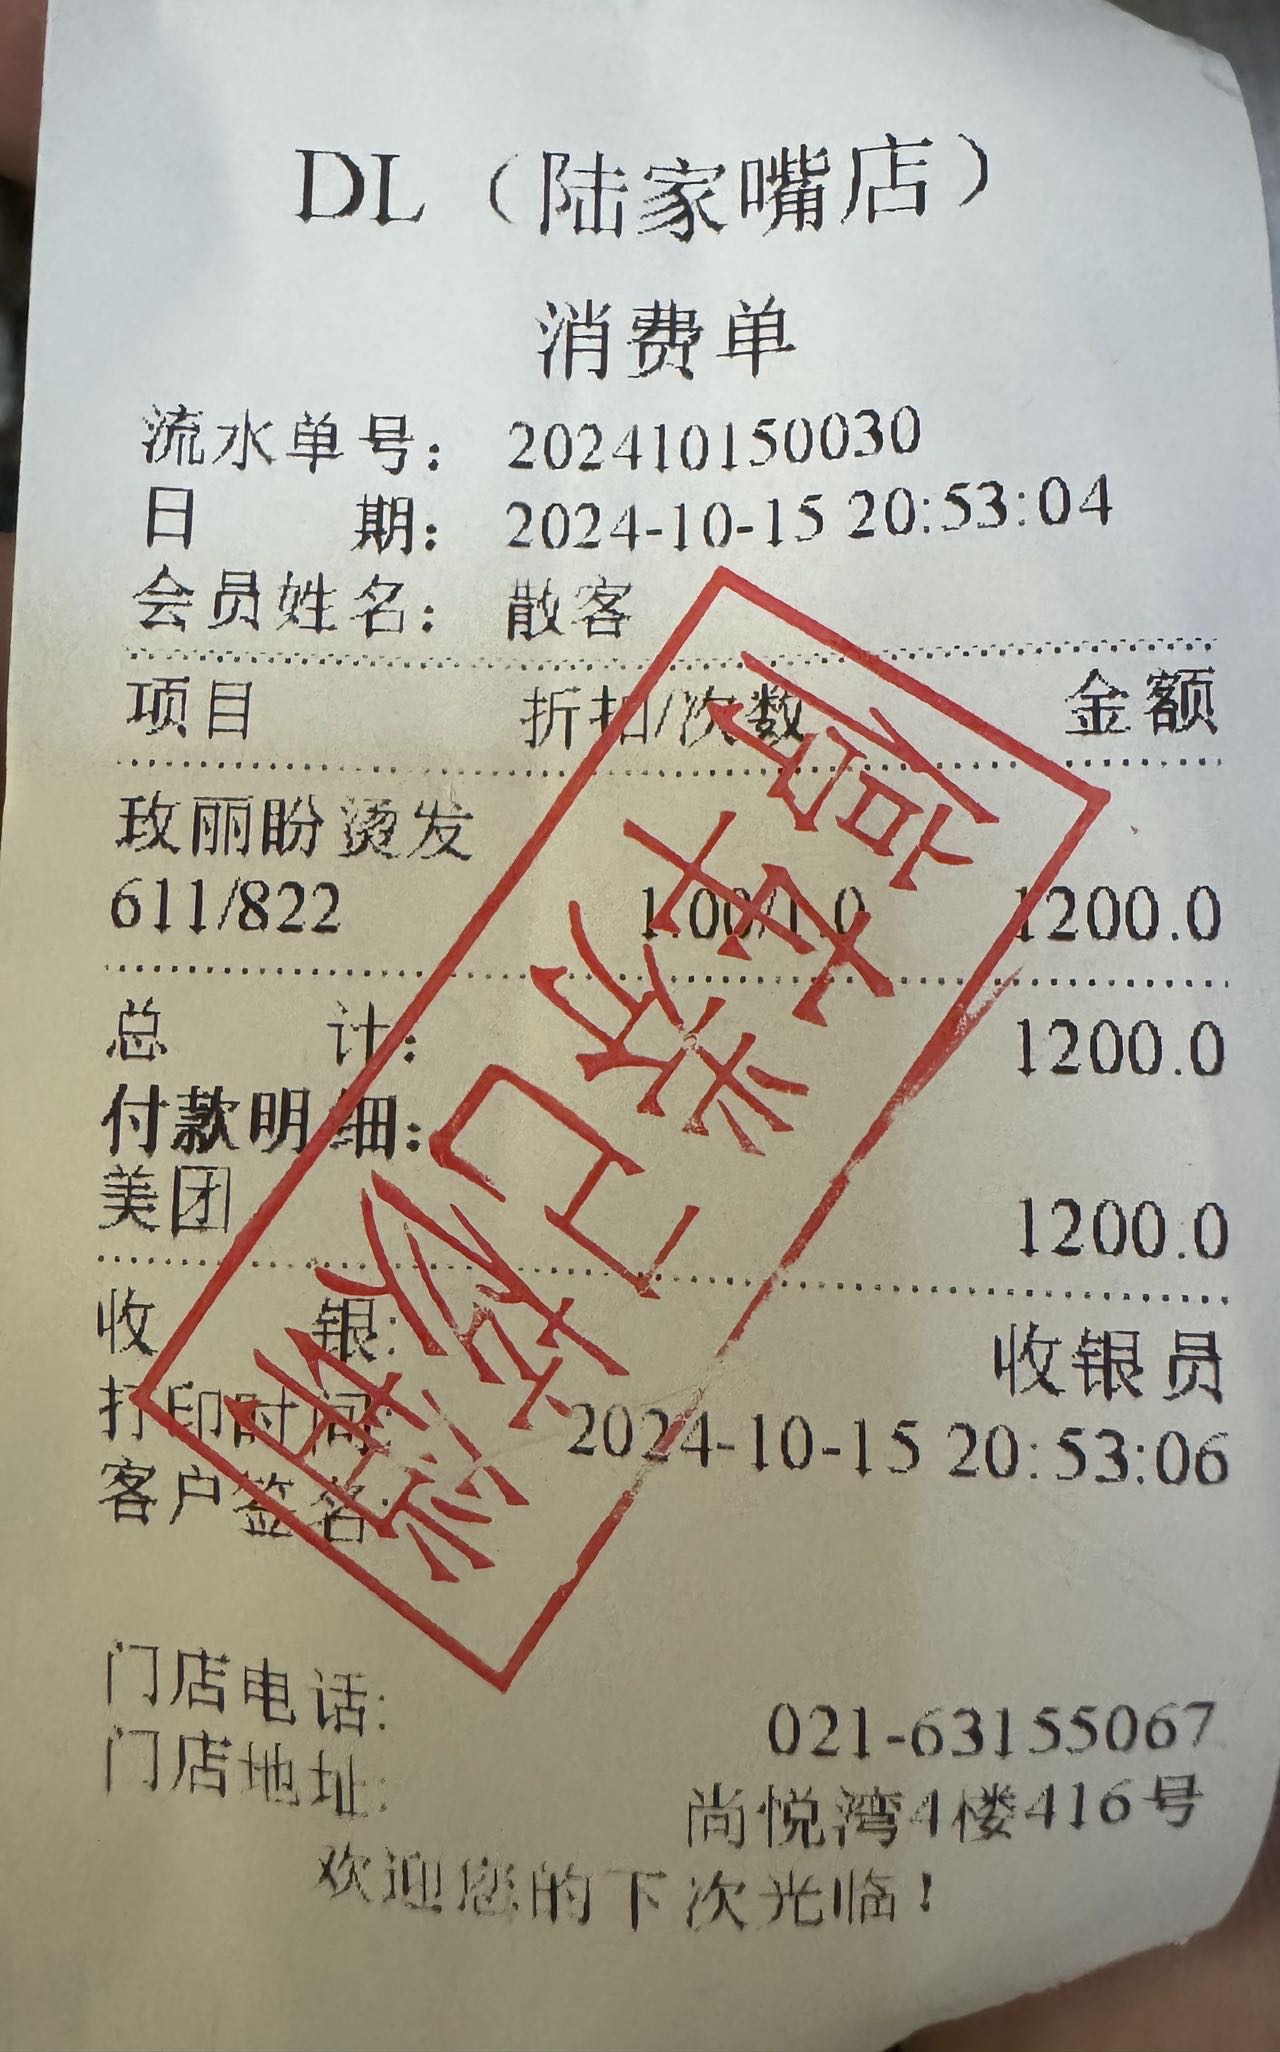 DL（陆家嘴店）
消费单
流水单号： 202410150030
日 期： 2024-10-15 20:53:04
会员姓名： 散客
项目 折扣/次数 金额
玫丽盼烫发
611/822 1.00/1.0 1200.0
总 计： 1200.0
付款明细：
美团 1200.0
收 银: 收银员
打印时间: 2024-10-15 20:53:06
客户签名:
门店电话: 021-63155067
门店地址: 尚悦湾4楼416号
欢迎您的下次光临！